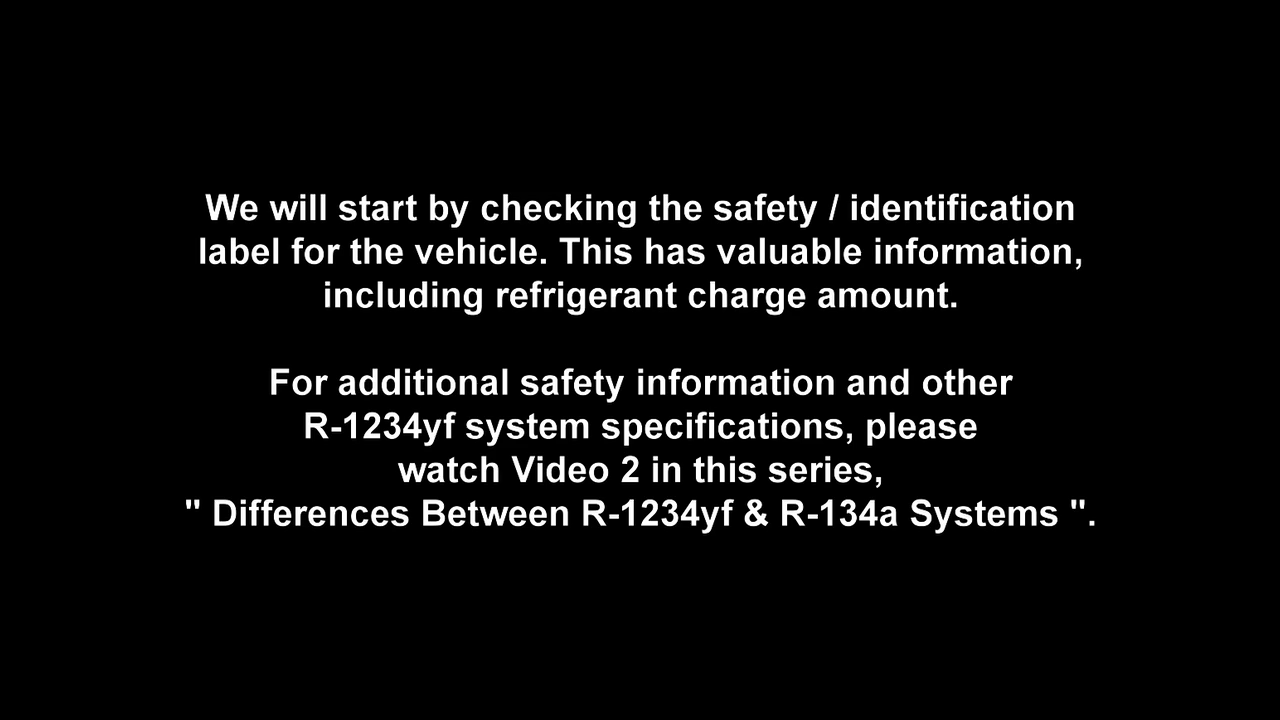 We will start by checking the safety / identification
label for the vehicle. This has valuable information,
including refrigerant charge amount.
For additional safety information and other
R-1234yf system specifications, please
watch Video 2 in this series,
" Differences Between R-1234yf & R-134a Systems ".